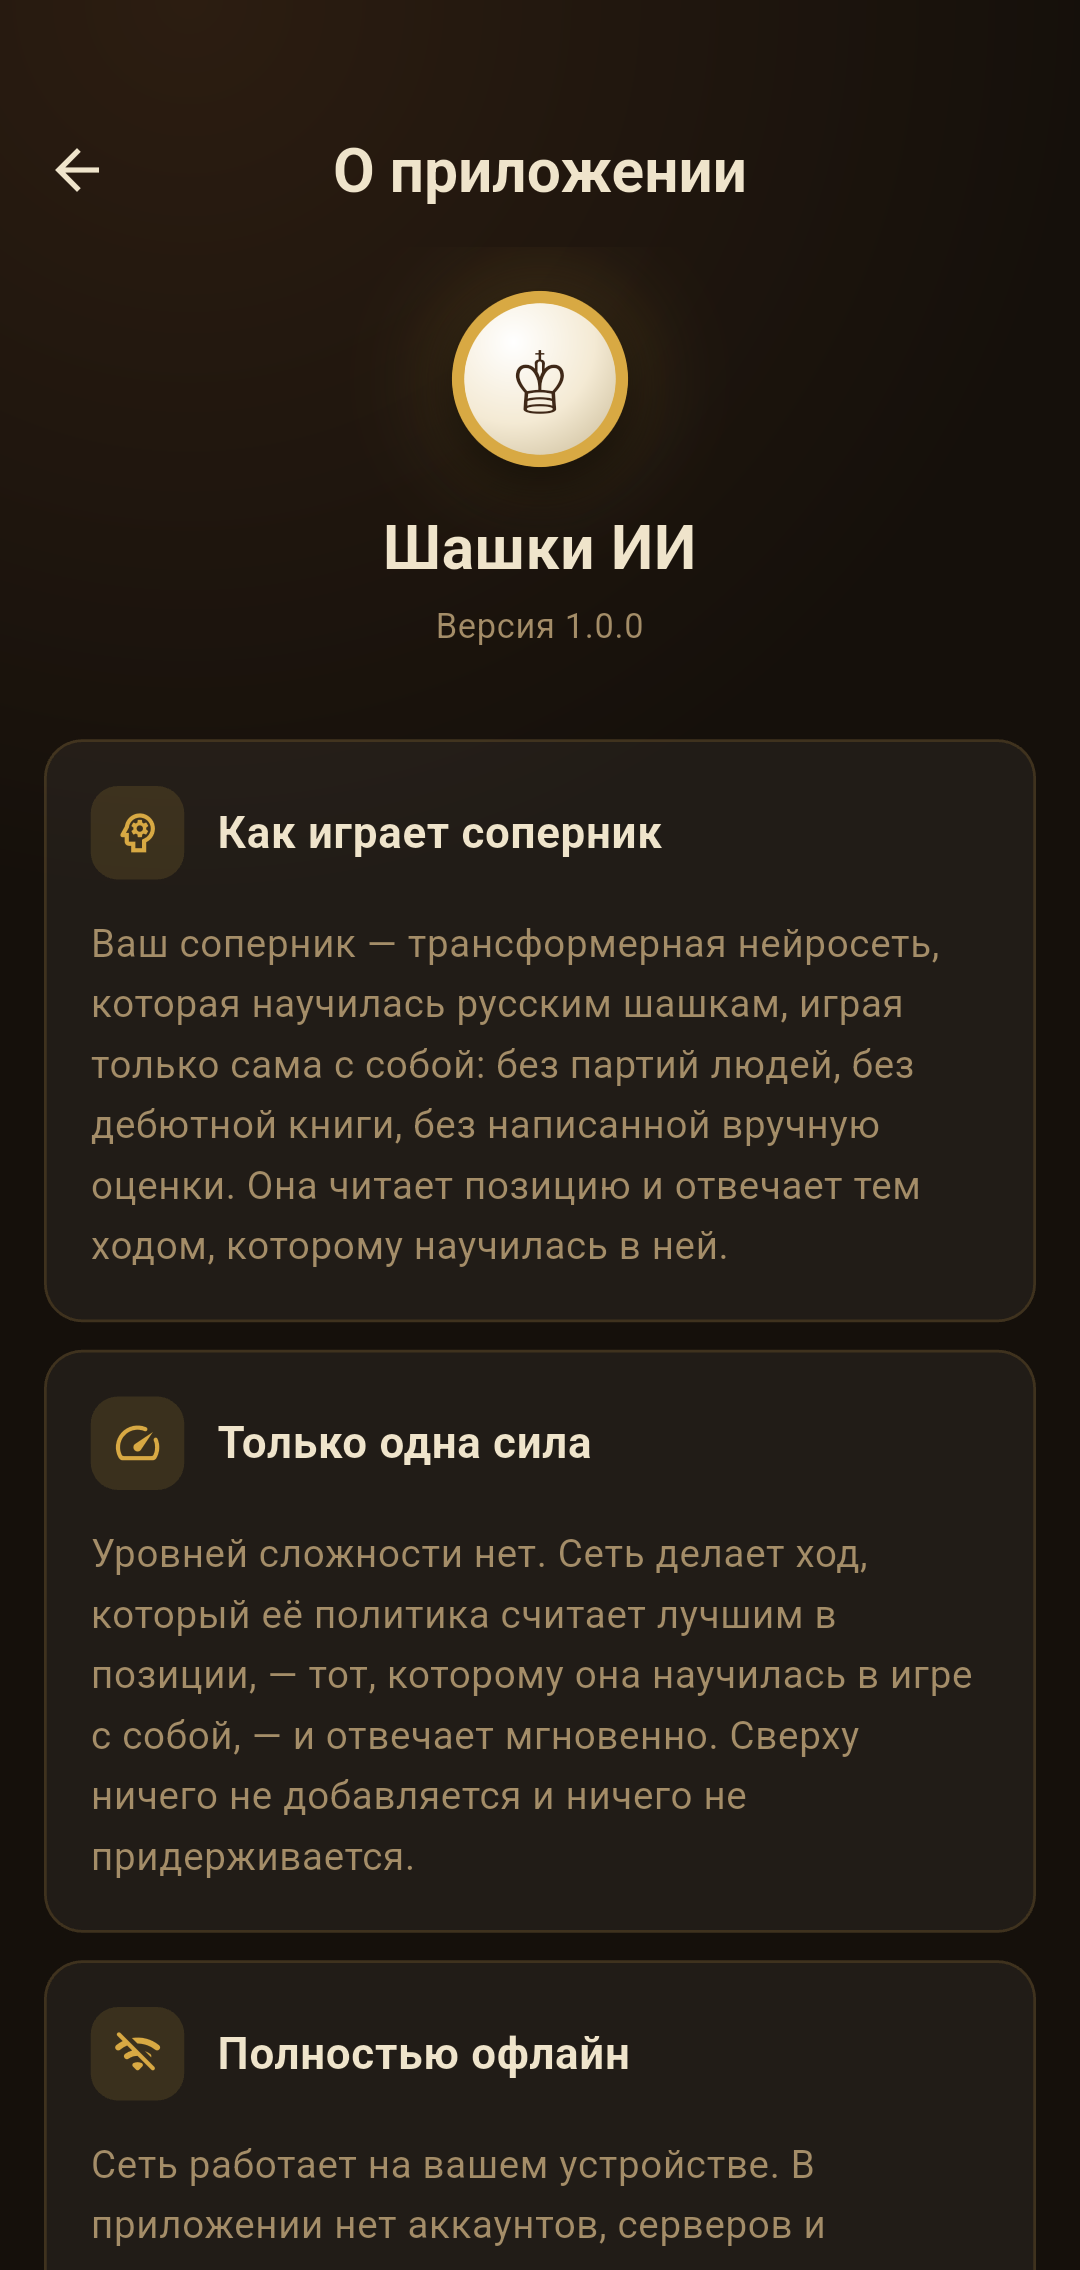 О приложении
Шашки ИИ
Версия 1.0.0
Как играет соперник
Ваш соперник — трансформерная нейросеть,
которая научилась русским шашкам, играя
только сама с собой: без партий людей, без
дебютной книги, без написанной вручную
оценки. Она читает позицию и отвечает тем
ходом, которому научилась в ней.
Только одна сила
Уровней сложности нет. Сеть делает ход,
который её политика считает лучшим в
позиции, — тот, которому она научилась в игре
с собой, — и отвечает мгновенно. Сверху
ничего не добавляется и ничего не
придерживается.
Полностью офлайн
Сеть работает на вашем устройстве. В
приложении нет аккаунтов, серверов и